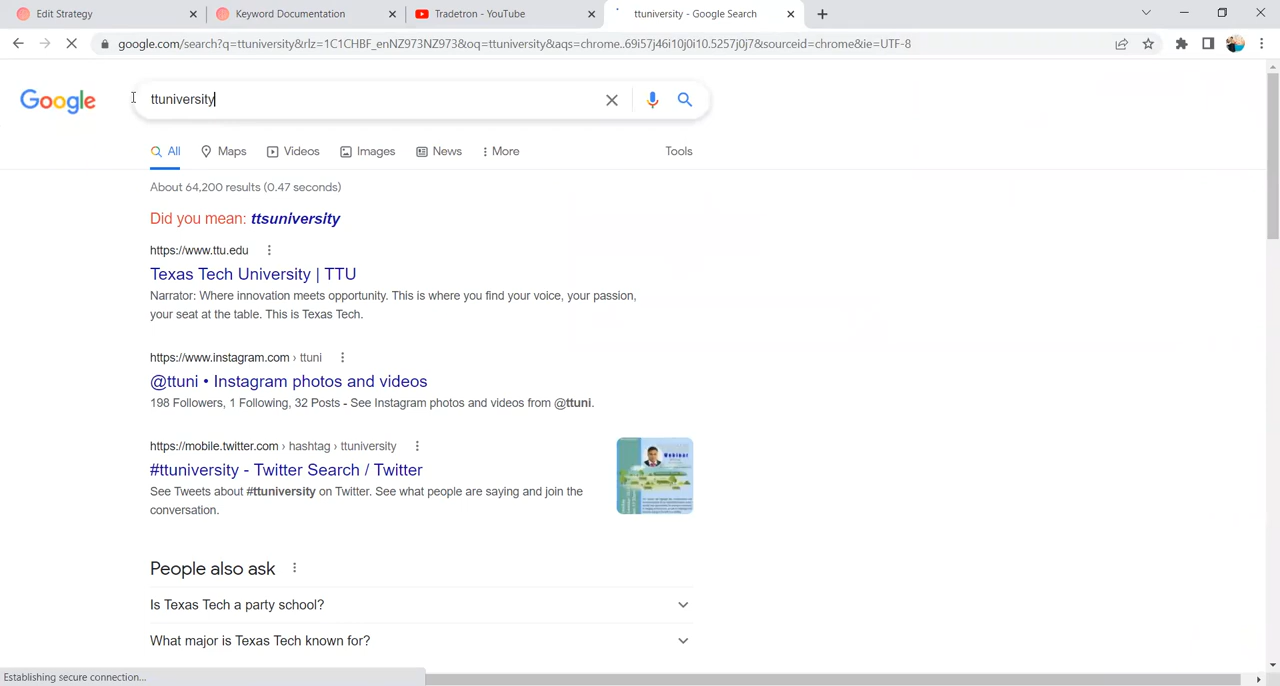 Edit Strategy
Keyword Documentation
Tradetron - YouTube
ttuniversity - Google Search
google.com/search?q=ttuniversity&rlz=1C1CHBF_enNZ973NZ973&oq=ttuniversity&aqs=chrome..69i57j46i10j0i10.5257j0j7&sourceid=chrome&ie=UTF-8
Google
ttuniversity
All Maps Videos Images News More Tools
About 64,200 results (0.47 seconds)
Did you mean: ttsuniversity
https://www.ttu.edu
Texas Tech University | TTU
Narrator: Where innovation meets opportunity. This is where you find your voice, your passion,
your seat at the table. This is Texas Tech.
https://www.instagram.com › ttuni
@ttuni • Instagram photos and videos
198 Followers, 1 Following, 32 Posts - See Instagram photos and videos from @ttuni.
https://mobile.twitter.com › hashtag › ttuniversity
#ttuniversity - Twitter Search / Twitter
See Tweets about #ttuniversity on Twitter. See what people are saying and join the
conversation.
Webinar
People also ask
Is Texas Tech a party school?
What major is Texas Tech known for?
Establishing secure connection...